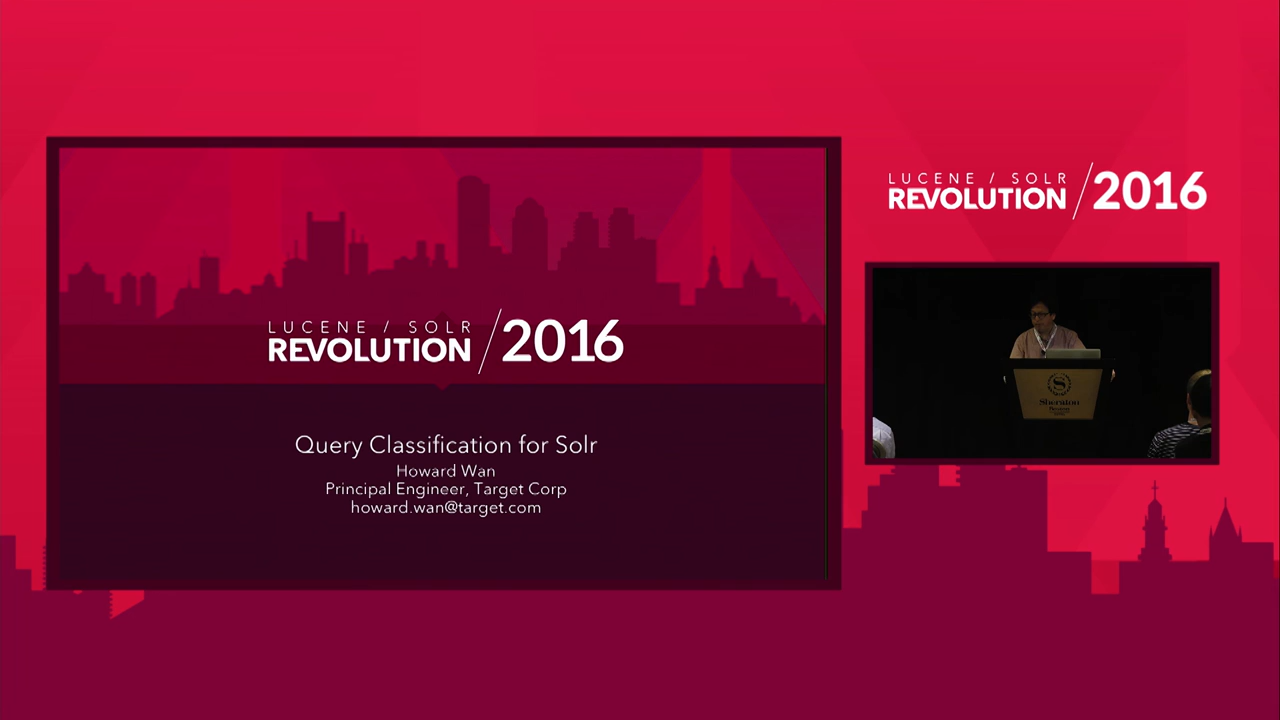 LUCENE / SOLR
REVOLUTION / 2016
Query Classification for Solr
Howard Wan
Principal Engineer, Target Corp
howard.wan@target.com
LUCENE / SOLR
REVOLUTION / 2016
Sheraton